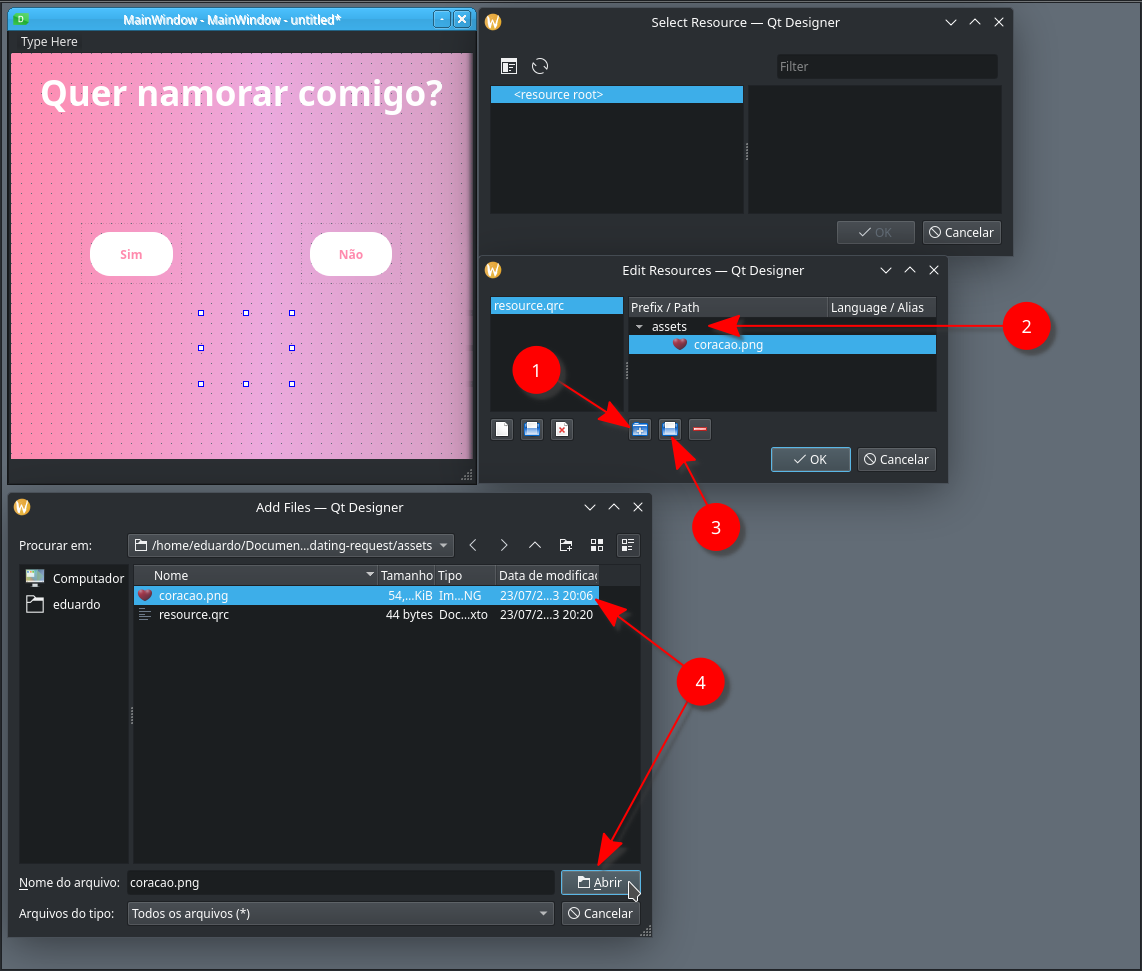 MainWindow - MainWindow - untitled*
Type Here
Quer namorar comigo?
Sim
Não
Select Resource — Qt Designer
Filter
<resource root>
OK
Cancelar
Edit Resources — Qt Designer
resource.qrc
Prefix / Path
Language / Alias
assets
coracao.png
1
2
3
OK
Cancelar
Add Files — Qt Designer
Procurar em:
/home/eduardo/Documen...dating-request/assets
Computador
eduardo
Nome
Tamanho
Tipo
Data de modificaç
coracao.png
54,...KiB
Im...NG
23/07/2...3 20:06
resource.qrc
44 bytes
Doc...xto
23/07/2...3 20:20
4
Nome do arquivo:
coracao.png
Abrir
Arquivos do tipo:
Todos os arquivos (*)
Cancelar